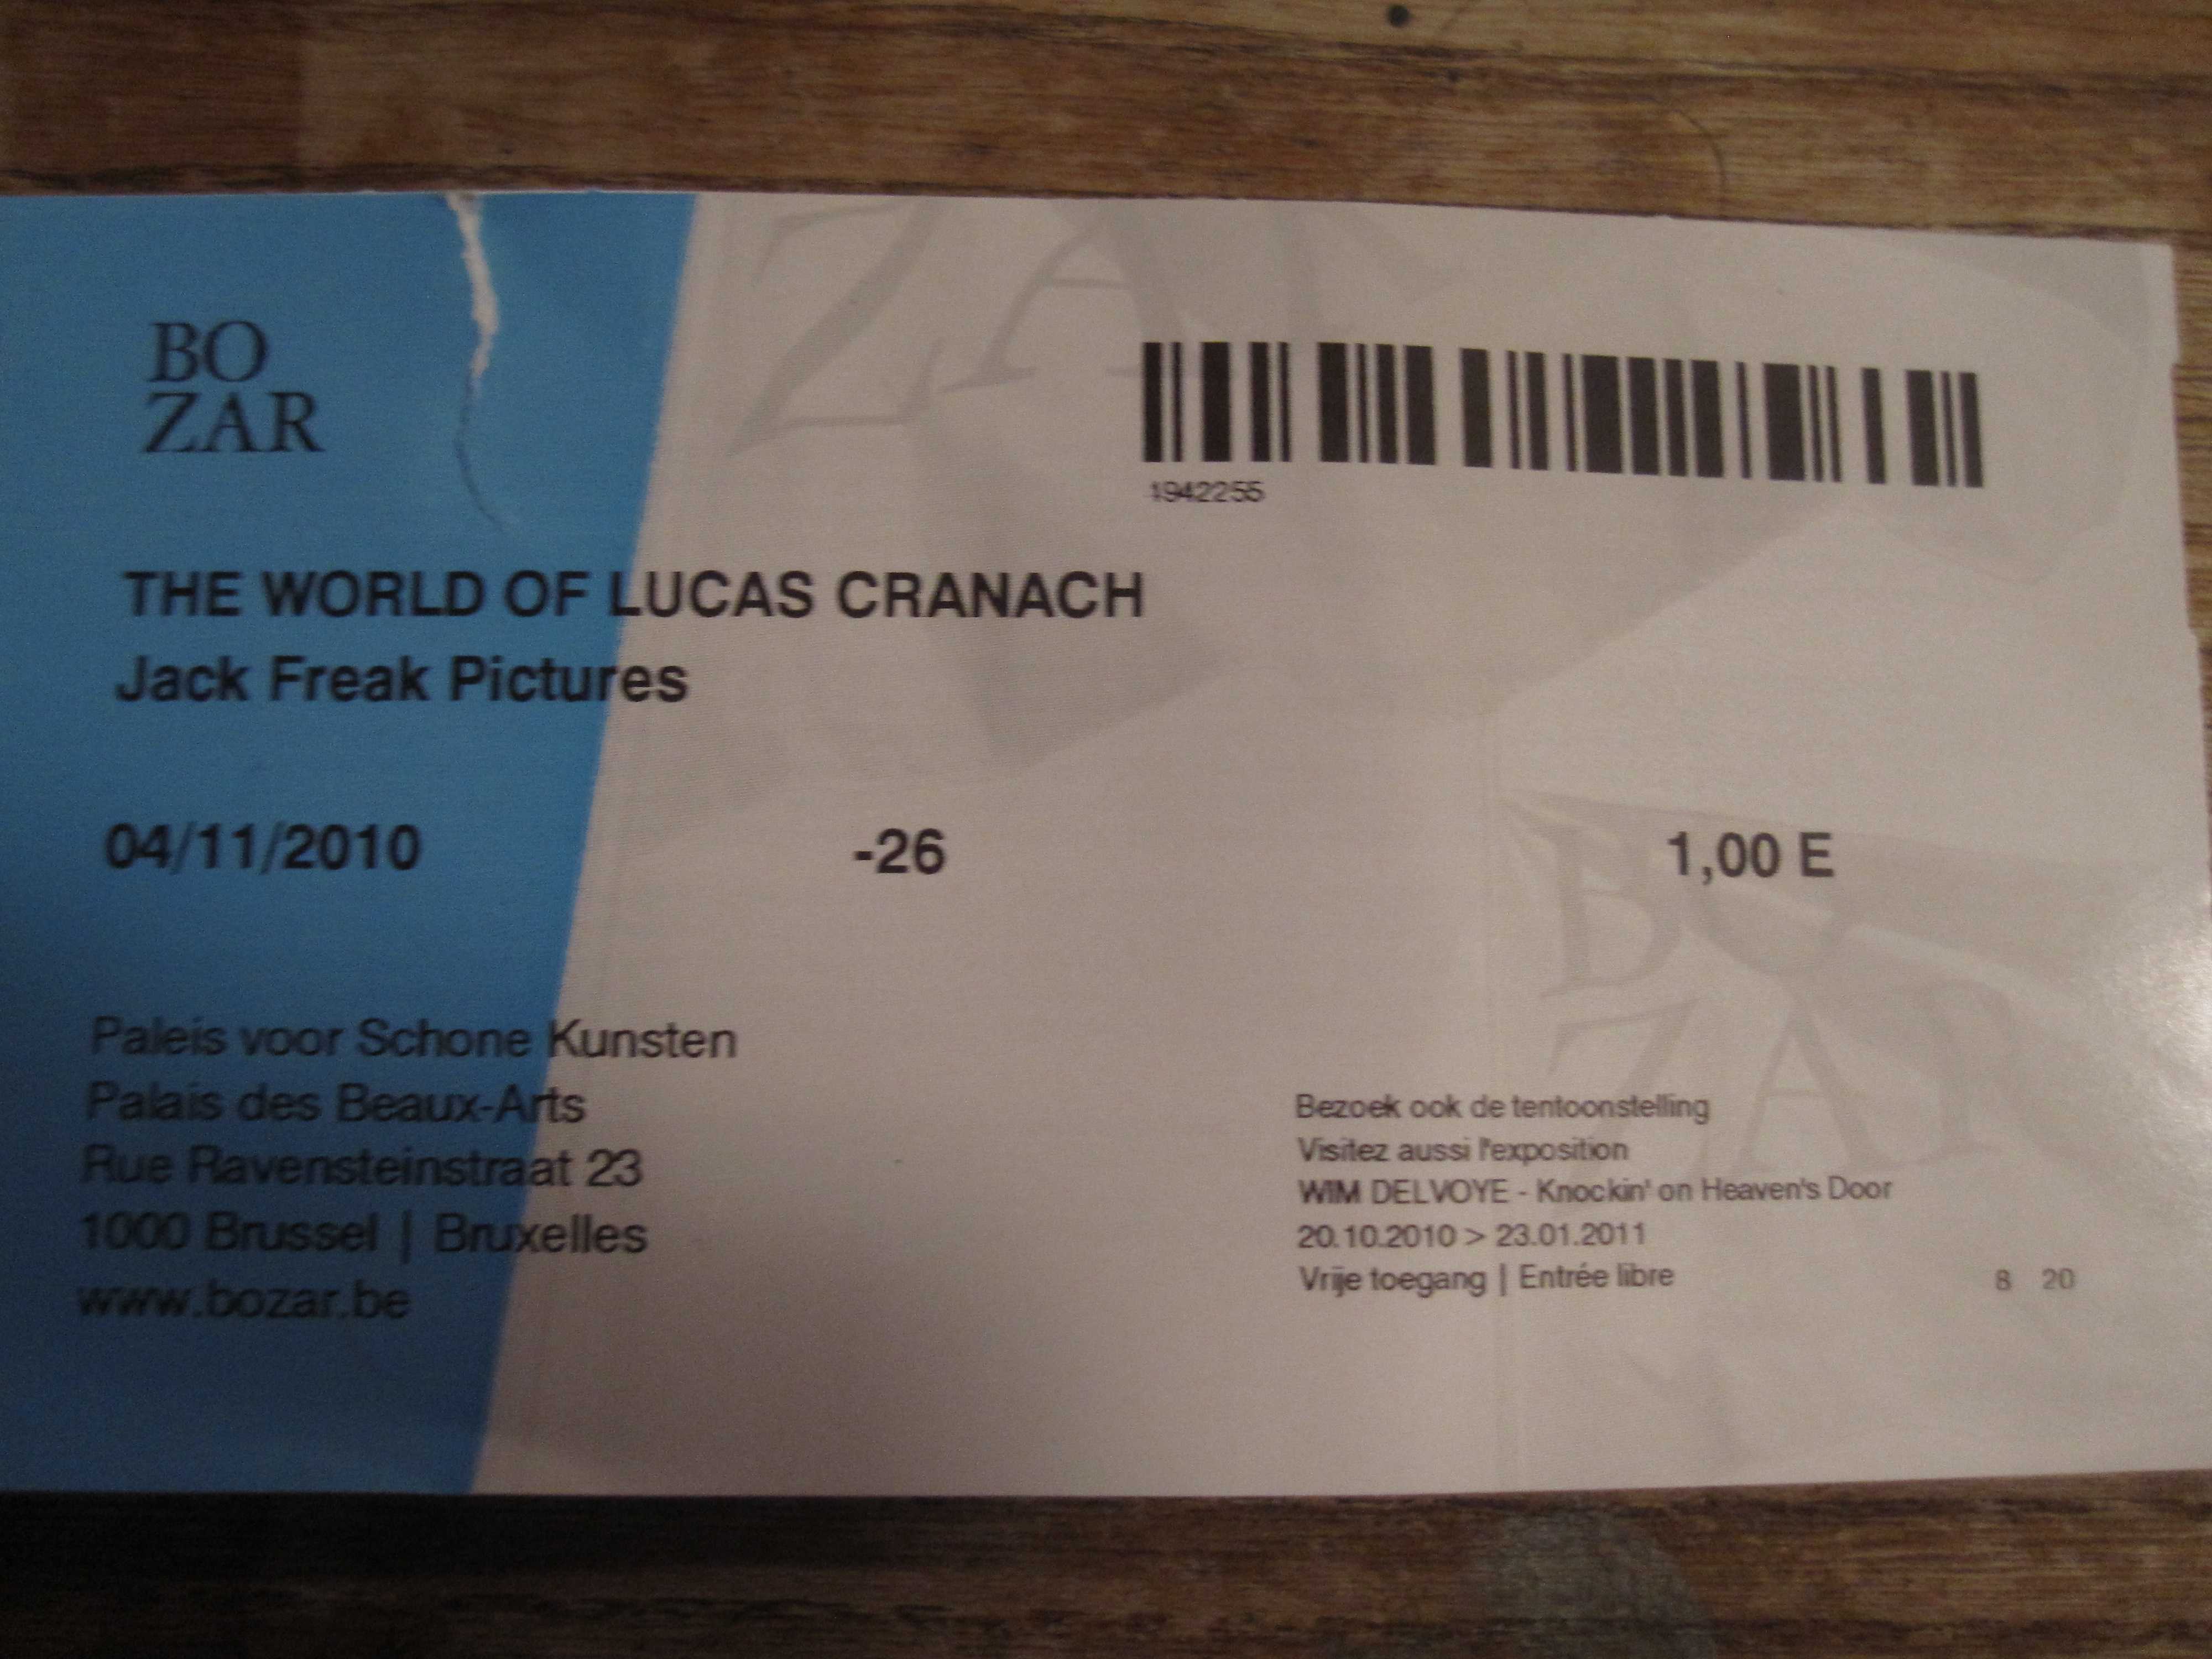 BO
ZAR
1942255
THE WORLD OF LUCAS CRANACH
Jack Freak Pictures
04/11/2010 -26 1,00 E
Paleis voor Schone Kunsten
Palais des Beaux-Arts
Rue Ravensteinstraat 23
1000 Brussel | Bruxelles
www.bozar.be
Bezoek ook de tentoonstelling
Visitez aussi l'exposition
WIM DELVOYE - Knockin' on Heaven's Door
20.10.2010 > 23.01.2011
Vrije toegang | Entrée libre
8 20
ZAR
BO
ZAR